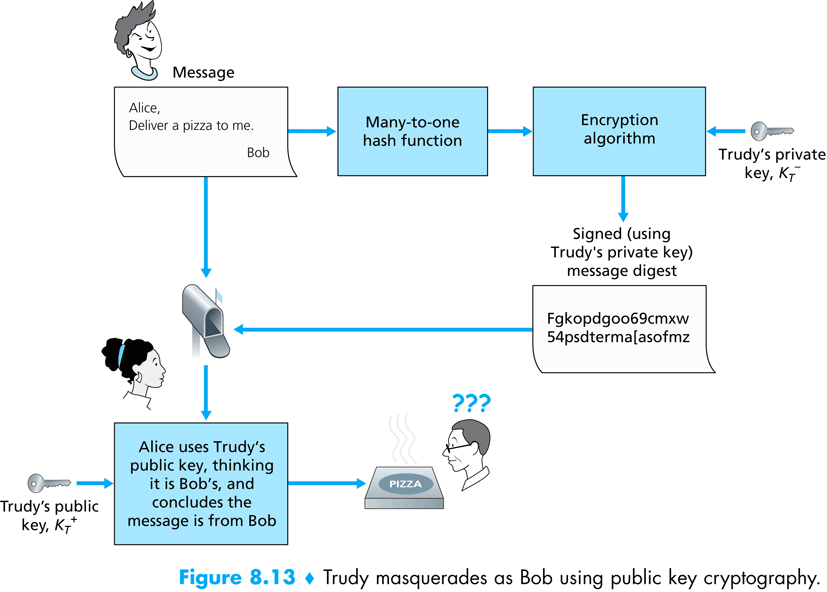 Message
Alice,
Deliver a pizza to me.
Bob
Many-to-one
hash function
Encryption
algorithm
Trudy's private
key, K_T^–
Signed (using
Trudy's private key)
message digest
Fgkopdgoo69cmxw
54psdterma[asofmz
Alice uses Trudy's
public key, thinking
it is Bob's, and
concludes the
message is from Bob
Trudy's public
key, K_T^+
PIZZA
???
Figure 8.13 ♦ Trudy masquerades as Bob using public key cryptography.